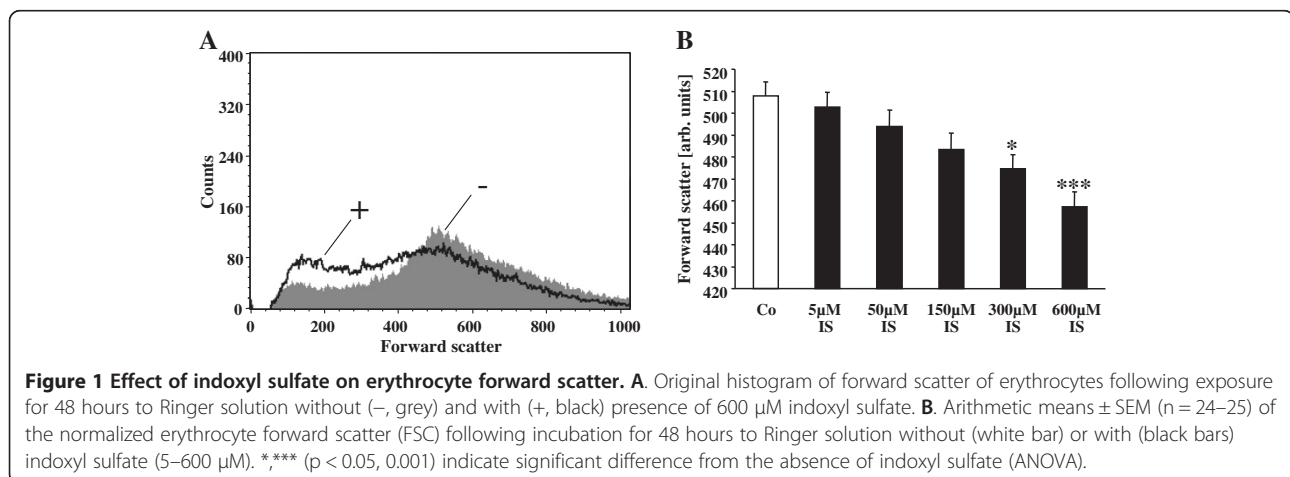 A
400
320
240
160
80
0
Counts
+
-
0 200 400 600 800 1000
Forward scatter
B
520
510
500
490
480
470
460
450
440
430
420
Forward scatter [arb. units]
*
***
Co 5µM IS 50µM IS 150µM IS 300µM IS 600µM IS
Figure 1 Effect of indoxyl sulfate on erythrocyte forward scatter. A. Original histogram of forward scatter of erythrocytes following exposure
for 48 hours to Ringer solution without (−, grey) and with (+, black) presence of 600 μM indoxyl sulfate. B. Arithmetic means ± SEM (n = 24–25) of
the normalized erythrocyte forward scatter (FSC) following incubation for 48 hours to Ringer solution without (white bar) or with (black bars)
indoxyl sulfate (5–600 μM). *,*** (p < 0.05, 0.001) indicate significant difference from the absence of indoxyl sulfate (ANOVA).